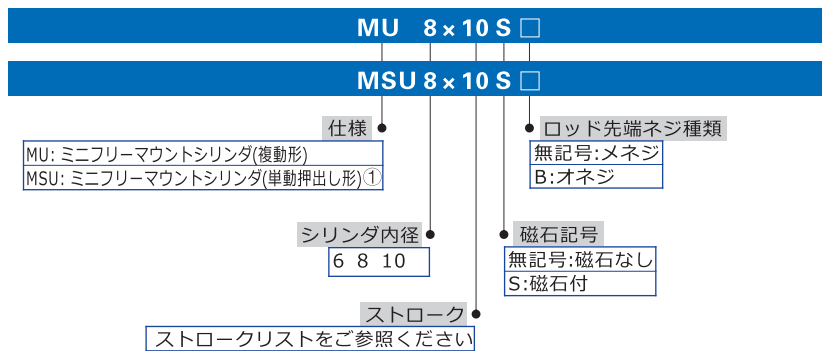 MU 8×10 S □
MSU 8×10 S □
仕様
MU: ミニフリーマウントシリンダ(複動形)
MSU: ミニフリーマウントシリンダ(単動押出し形)①
ロッド先端ネジ種類
無記号:メネジ
B:オネジ
シリンダ内径
6 8 10
磁石記号
無記号:磁石なし
S:磁石付
ストローク
ストロークリストをご参照ください